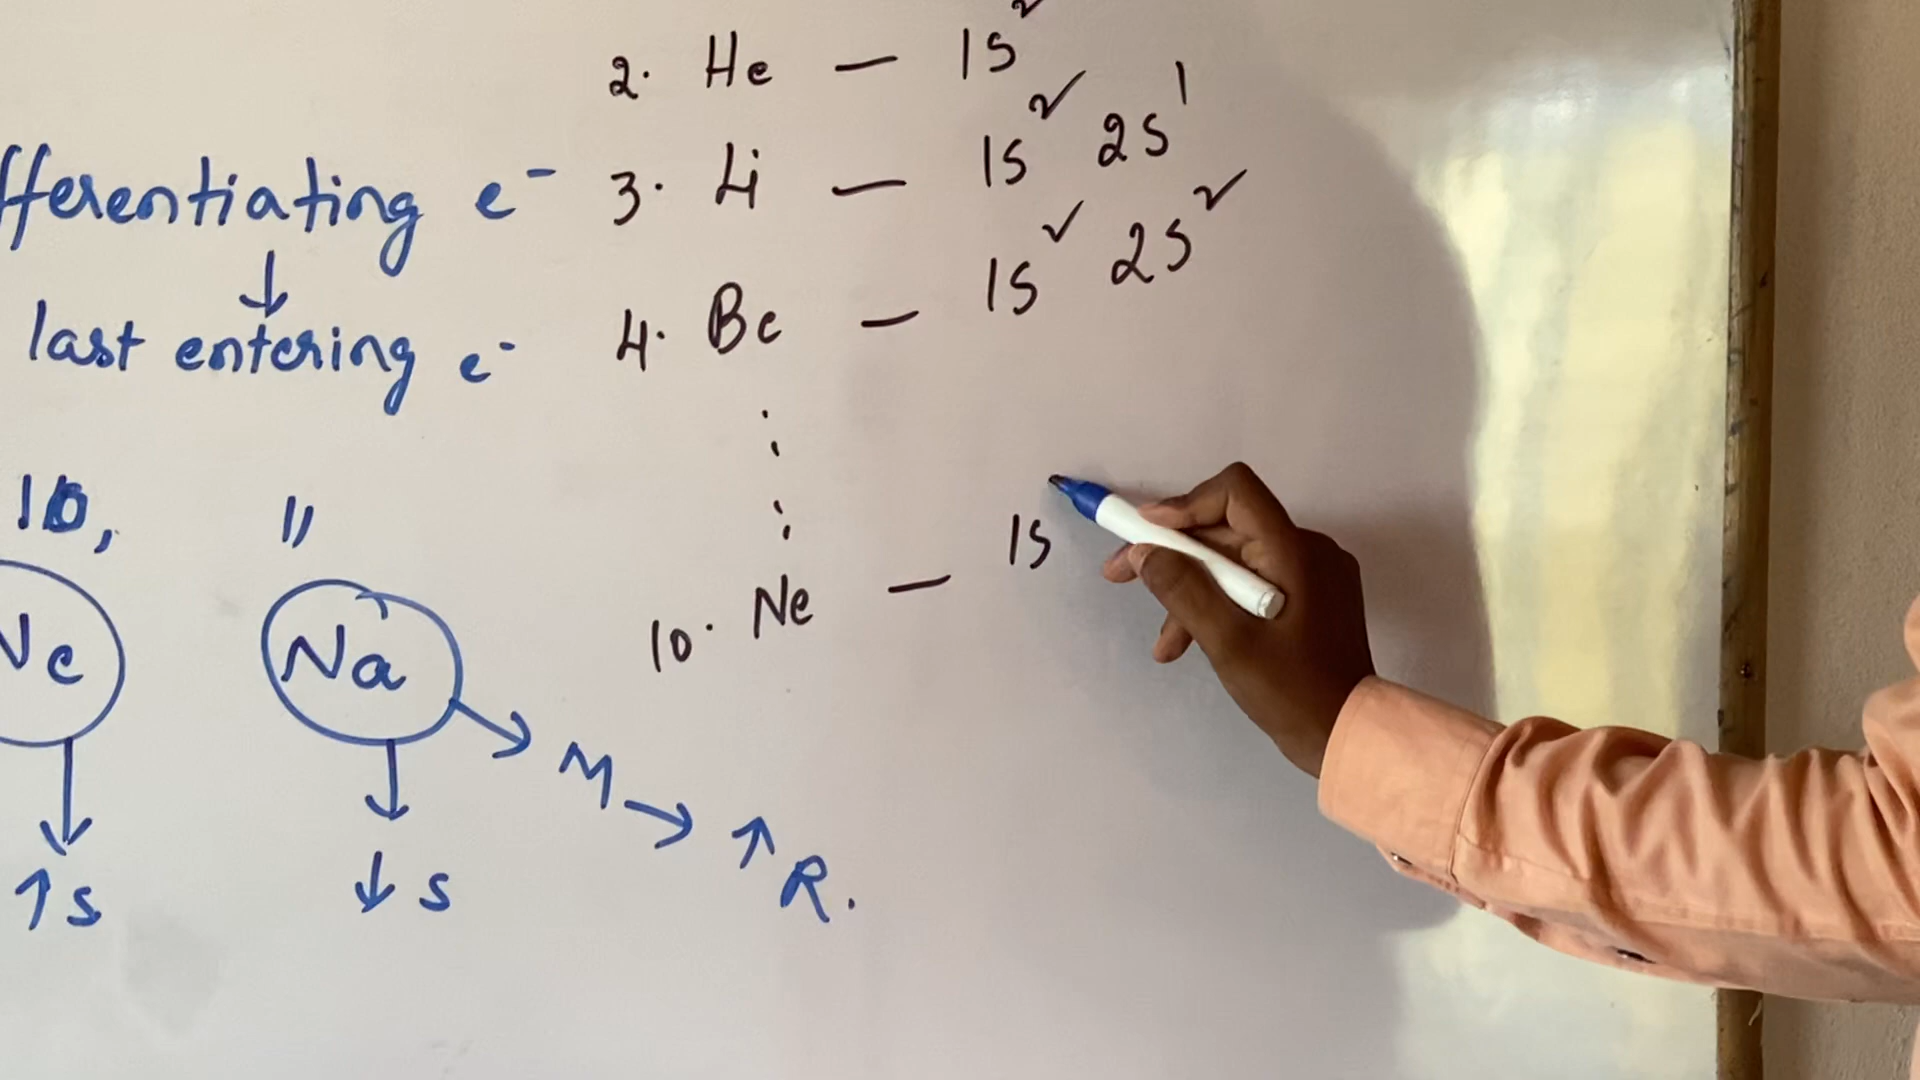 2. He — 1s²
fferentiating e⁻
3. Li — 1s² 2s¹
↓
last entering e⁻
4. Be — 1s² 2s²
⋮
10, 11
10. Ne — 1s
Ne
Na → M → ↑ R.
↓ ↓
↑ s ↓ s